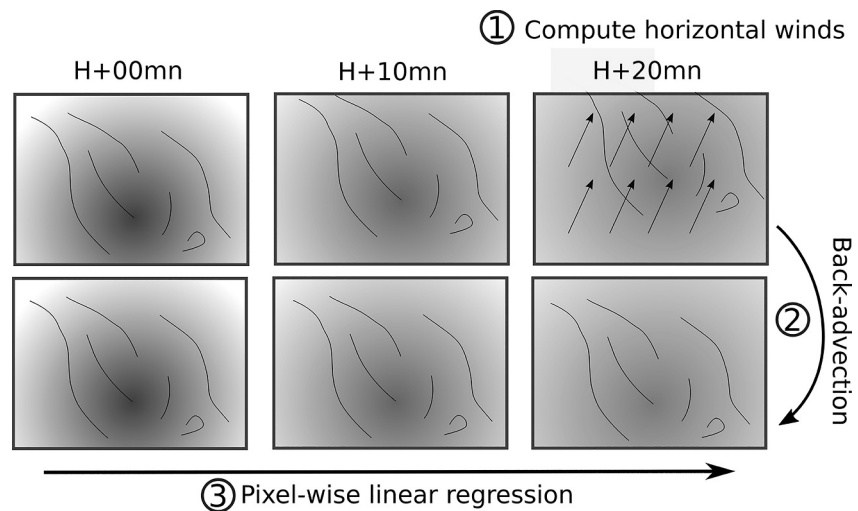 ① Compute horizontal winds
H+00mn
H+10mn
H+20mn
Back-advection
②
③ Pixel-wise linear regression